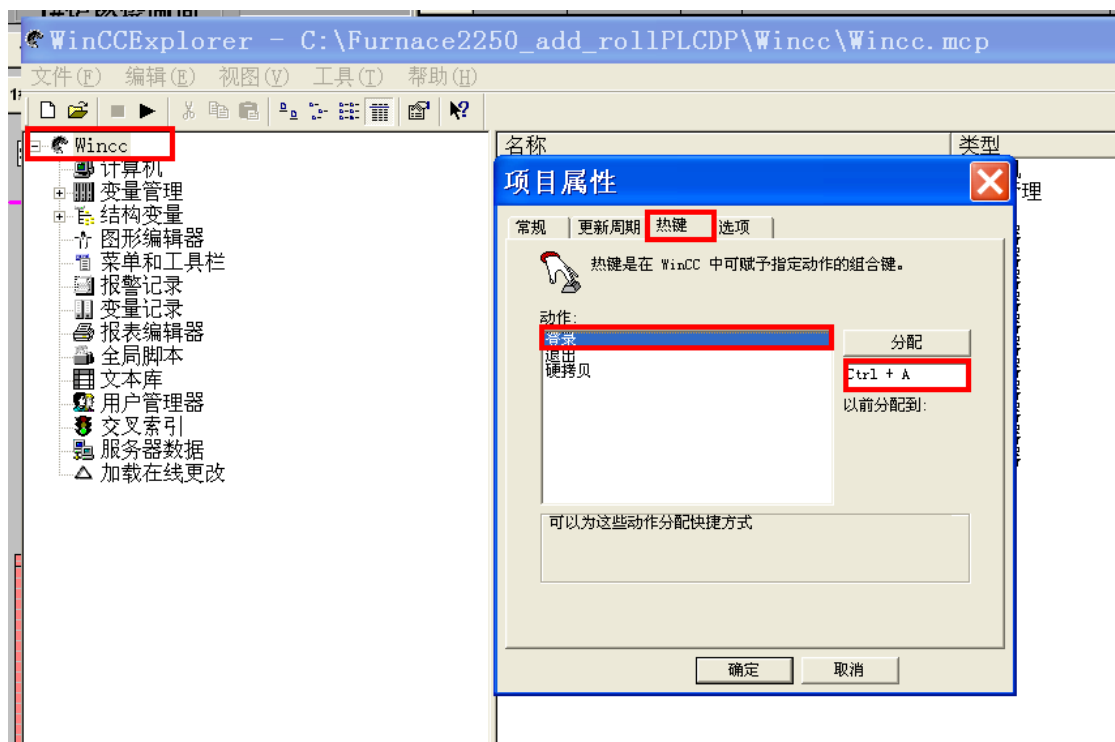 WinCCExplorer - C:\Furnace2250_add_rollPLCDP\Wincc\Wincc.mcp
文件(F) 编辑(E) 视图(V) 工具(T) 帮助(H)
Wincc
计算机
变量管理
结构变量
图形编辑器
菜单和工具栏
报警记录
变量记录
报表编辑器
全局脚本
文本库
用户管理器
交叉索引
服务器数据
加载在线更改
名称 类型
理
项目属性
常规 更新周期 热键 选项
热键是在 WinCC 中可赋予指定动作的组合键。
动作:
登录
退出
硬拷贝
分配
Ctrl + A
以前分配到:
可以为这些动作分配快捷方式
确定 取消